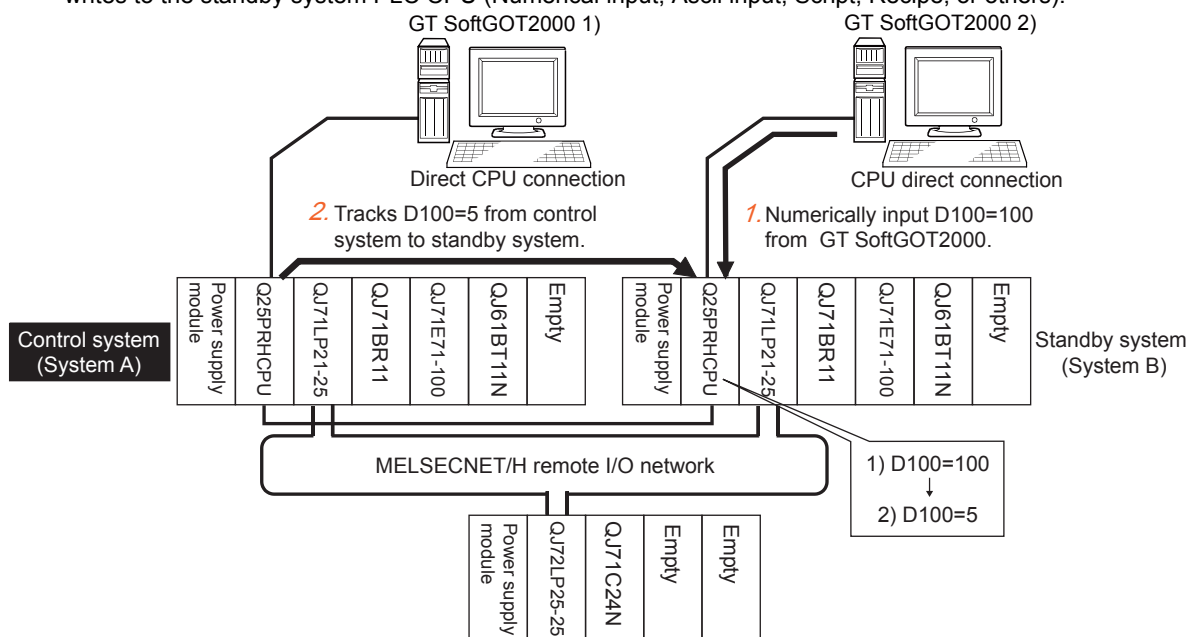 writes to the standby system PLC CPU (Numerical input, Ascii input, Script, Recipe, or others).
GT SoftGOT2000 1)
GT SoftGOT2000 2)
Direct CPU connection
CPU direct connection
2. Tracks D100=5 from control
system to standby system.
1. Numerically input D100=100
from GT SoftGOT2000.
Control system
(System A)
Power supply
module
Q25PRHCPU
QJ71LP21-25
QJ71BR11
QJ71E71-100
QJ61BT11N
Empty
Power supply
module
Q25PRHCPU
QJ71LP21-25
QJ71BR11
QJ71E71-100
QJ61BT11N
Empty
Standby system
(System B)
MELSECNET/H remote I/O network
1) D100=100
↓
2) D100=5
Power supply
module
QJ72LP25-25
QJ71C24N
Empty
Empty